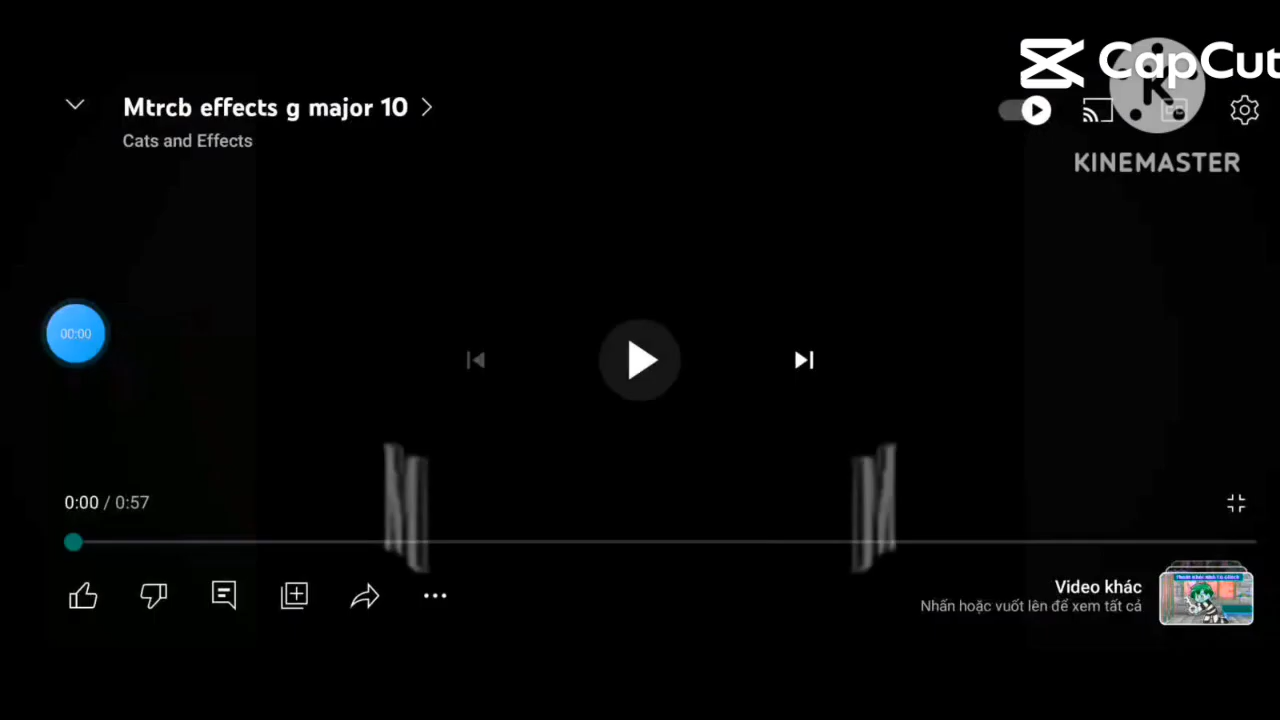 CapCut
Mtrcb effects g major 10
Cats and Effects
K
KINEMASTER
00:00
0:00 / 0:57
Video khác
Nhấn hoặc vuốt lên để xem tất cả